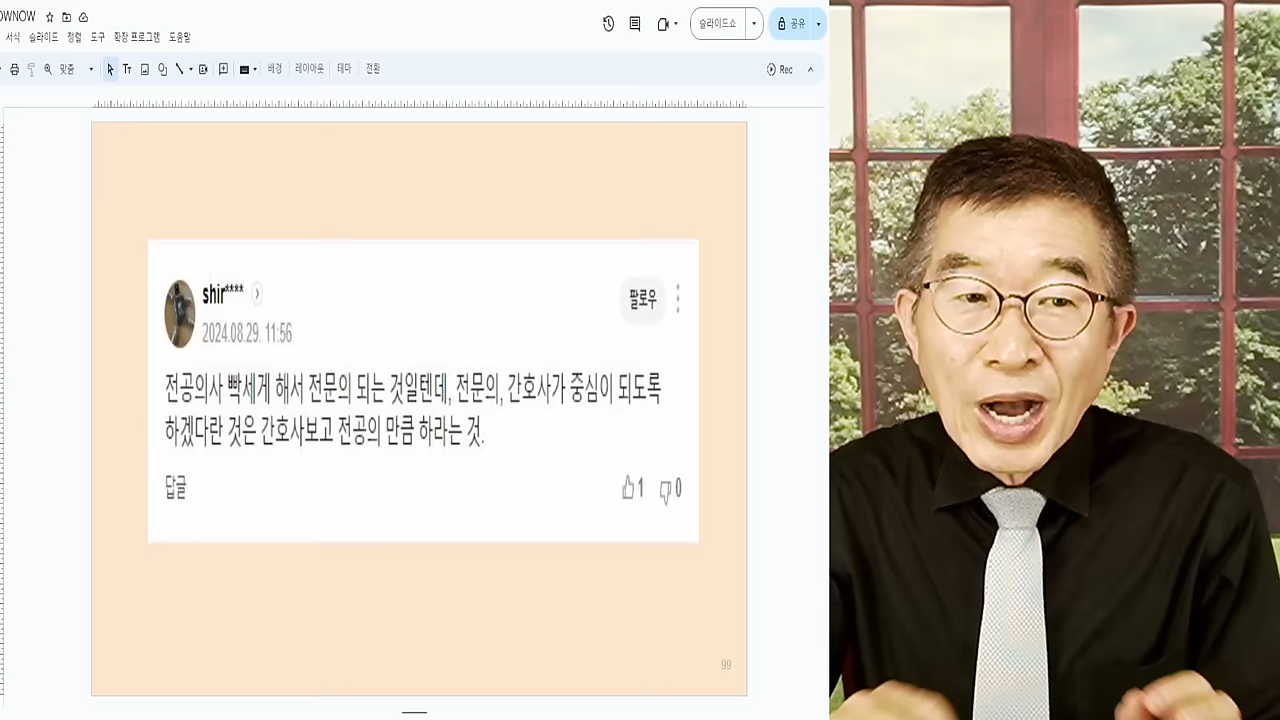 OWNOW
서식 슬라이드 정렬 도구 확장 프로그램 도움말
슬라이드쇼
공유
맞춤
Tт
배경 레이아웃 테마 전환
Rec
shir****
팔로우
2024.08.29. 11:56
전공의사 빡세게 해서 전문의 되는 것일텐데, 전문의, 간호사가 중심이 되도록
하겠다란 것은 간호사보고 전공의 만큼 하라는 것.
답글
1 0
99